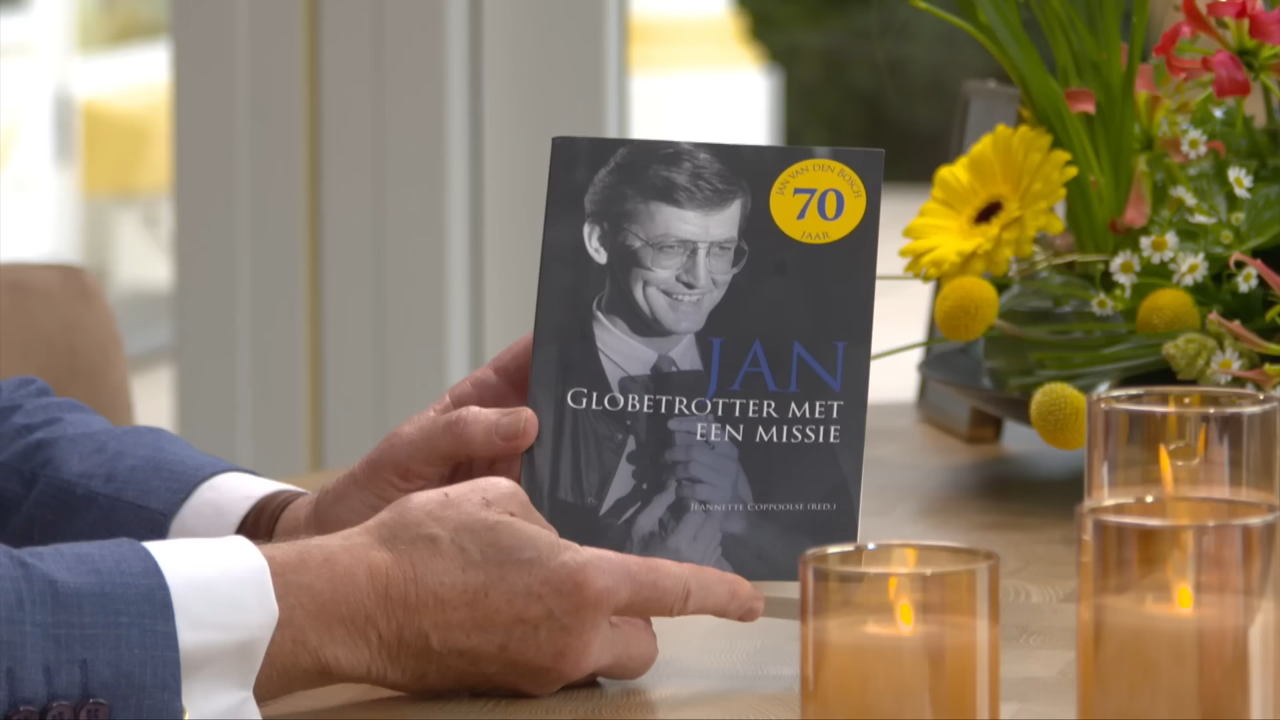 JAN VAN DEN BOSCH
70
JAAR
JAN
GLOBETROTTER MET
EEN MISSIE
JEANNETTE COPPOOLSE (RED.)